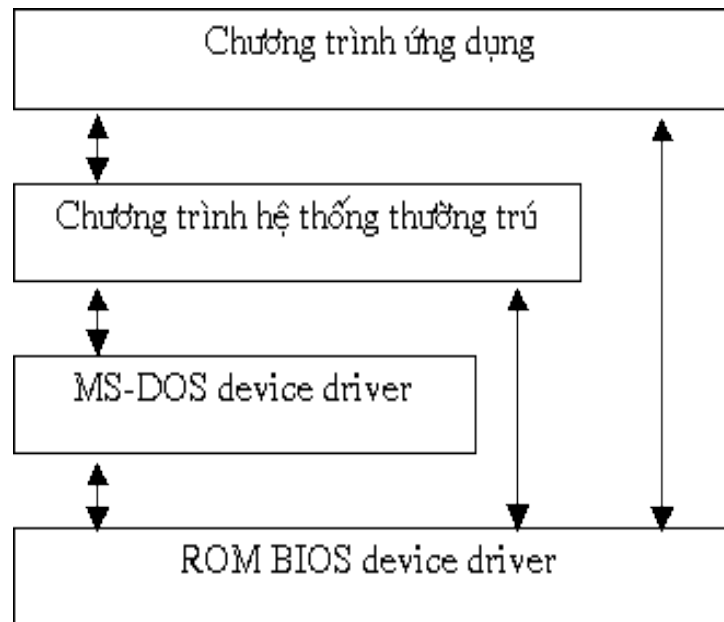 Chương trình ứng dụng
Chương trình hệ thống thường trú
MS-DOS device driver
ROM BIOS device driver